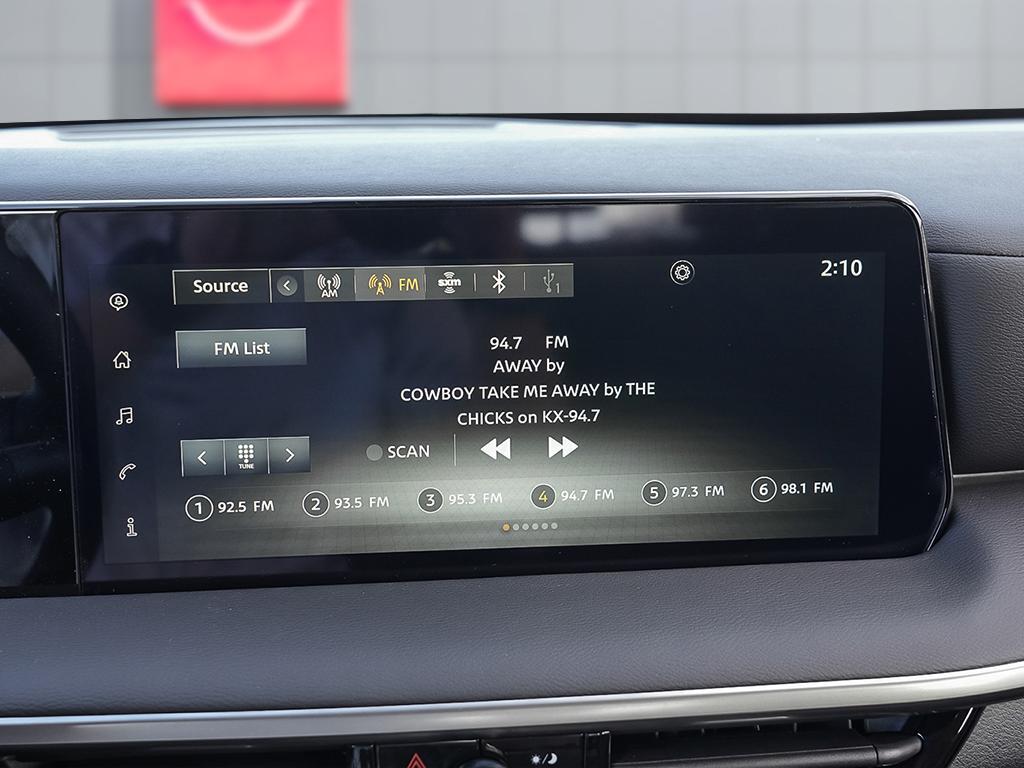 2:10
Source AM FM sxm 1
FM List
94.7 FM
AWAY by
COWBOY TAKE ME AWAY by THE
CHICKS on KX-94.7
TUNE SCAN
1 92.5 FM 2 93.5 FM 3 95.3 FM 4 94.7 FM 5 97.3 FM 6 98.1 FM